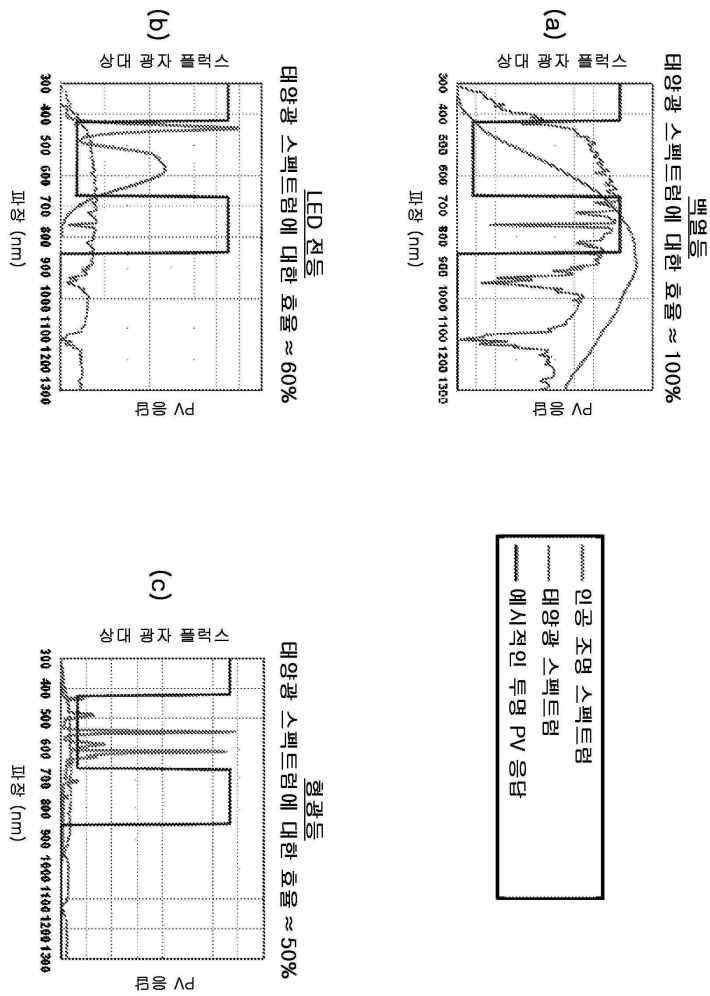 (a)
백열등
태양광 스펙트럼에 대한 효율 ≈ 100%
상대 광자 플럭스
PV 응답
300 400 500 600 700 800 900 1000 1100 1200 1300
파장 (nm)
인공 조명 스펙트럼
태양광 스펙트럼
예시적인 투명 PV 응답
(b)
LED 전등
태양광 스펙트럼에 대한 효율 ≈ 60%
상대 광자 플럭스
PV 응답
300 400 500 600 700 800 900 1000 1100 1200 1300
파장 (nm)
(c)
형광등
태양광 스펙트럼에 대한 효율 ≈ 50%
상대 광자 플럭스
PV 응답
300 400 500 600 700 800 900 1000 1100 1200 1300
파장 (nm)